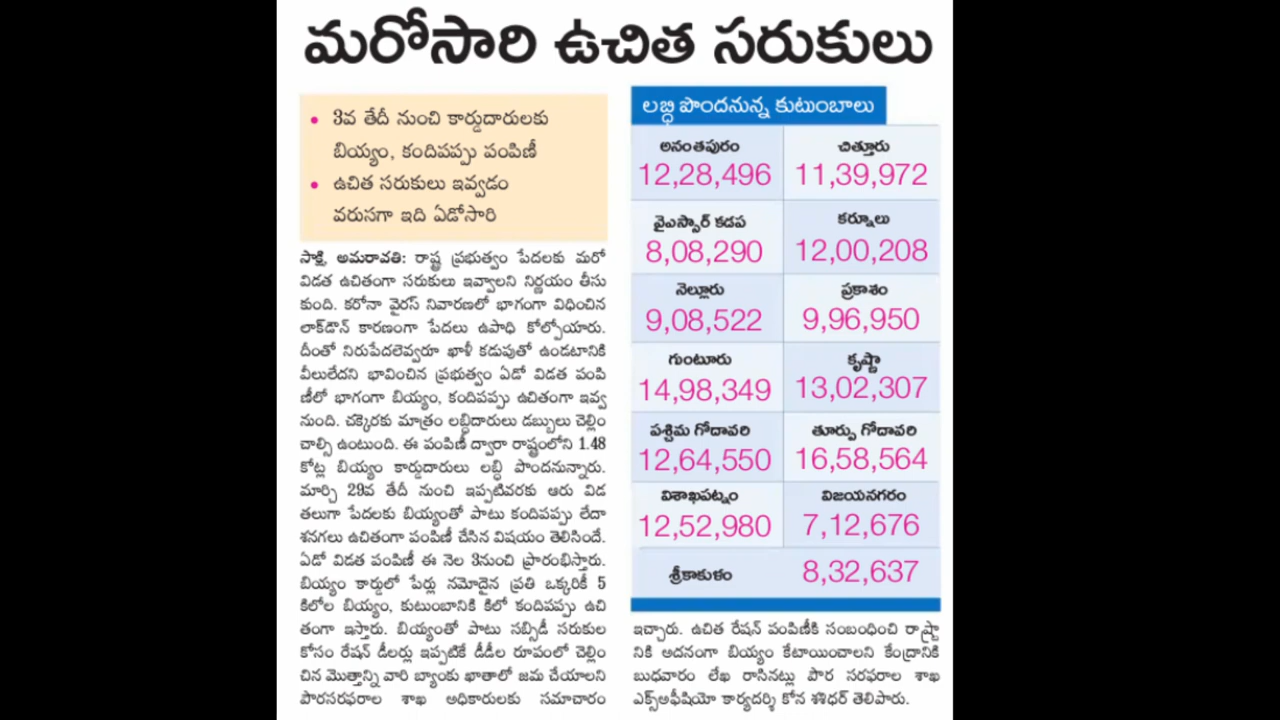 మరోసారి ఉచిత సరుకులు
• 3వ తేదీ నుంచి కార్డుదారులకు
బియ్యం, కందిపప్పు పంపిణీ
• ఉచిత సరుకులు ఇవ్వడం
వరుసగా ఇది ఏడోసారి
సాక్షి, అమరావతి: రాష్ట్ర ప్రభుత్వం పేదలకు మరో
విడత ఉచితంగా సరుకులు ఇవ్వాలని నిర్ణయం తీసు
కుంది. కరోనా వైరస్ నివారణలో భాగంగా విధించిన
లాక్‌డౌన్ కారణంగా పేదలు ఉపాధి కోల్పోయారు.
దీంతో నిరుపేదలెవ్వరూ ఖాళీ కడుపుతో ఉండటానికి
వీలులేదని భావించిన ప్రభుత్వం ఏడో విడత పంపి
ణీలో భాగంగా బియ్యం, కందిపప్పు ఉచితంగా ఇవ్వ
నుంది. చక్కెరకు మాత్రం లబ్ధిదారులు డబ్బులు చెల్లిం
చాల్సి ఉంటుంది. ఈ పంపిణీ ద్వారా రాష్ట్రంలోని 1.48
కోట్ల బియ్యం కార్డుదారులు లబ్ధి పొందనున్నారు.
మార్చి 29వ తేదీ నుంచి ఇప్పటివరకు ఆరు విడ
తలుగా పేదలకు బియ్యంతో పాటు కందిపప్పు లేదా
శనగలు ఉచితంగా పంపిణీ చేసిన విషయం తెలిసిందే.
ఏడో విడత పంపిణీ ఈ నెల 3నుంచి ప్రారంభిస్తారు.
బియ్యం కార్డులో పేర్లు నమోదైన ప్రతి ఒక్కరికీ 5
కిలోల బియ్యం, కుటుంబానికి కిలో కందిపప్పు ఉచి
తంగా ఇస్తారు. బియ్యంతో పాటు సబ్సిడీ సరుకుల
కోసం రేషన్ డీలర్లు ఇప్పటికే డీడీల రూపంలో చెల్లిం
చిన మొత్తాన్ని వారి బ్యాంకు ఖాతాలో జమ చేయాలని
పౌరసరఫరాల శాఖ అధికారులకు సమాచారం
లబ్ధి పొందనున్న కుటుంబాలు
అనంతపురం చిత్తూరు
12,28,496 11,39,972
వైఎస్సార్ కడప కర్నూలు
8,08,290 12,00,208
నెల్లూరు ప్రకాశం
9,08,522 9,96,950
గుంటూరు కృష్ణా
14,98,349 13,02,307
పశ్చిమ గోదావరి తూర్పు గోదావరి
12,64,550 16,58,564
విశాఖపట్నం విజయనగరం
12,52,980 7,12,676
శ్రీకాకుళం 8,32,637
ఇచ్చారు. ఉచిత రేషన్ పంపిణీకి సంబంధించి రాష్ట్రా
నికి అదనంగా బియ్యం కేటాయించాలని కేంద్రానికి
బుధవారం లేఖ రాసినట్లు పౌర సరఫరాల శాఖ
ఎక్స్‌అఫీషియో కార్యదర్శి కోన శశిధర్ తెలిపారు.